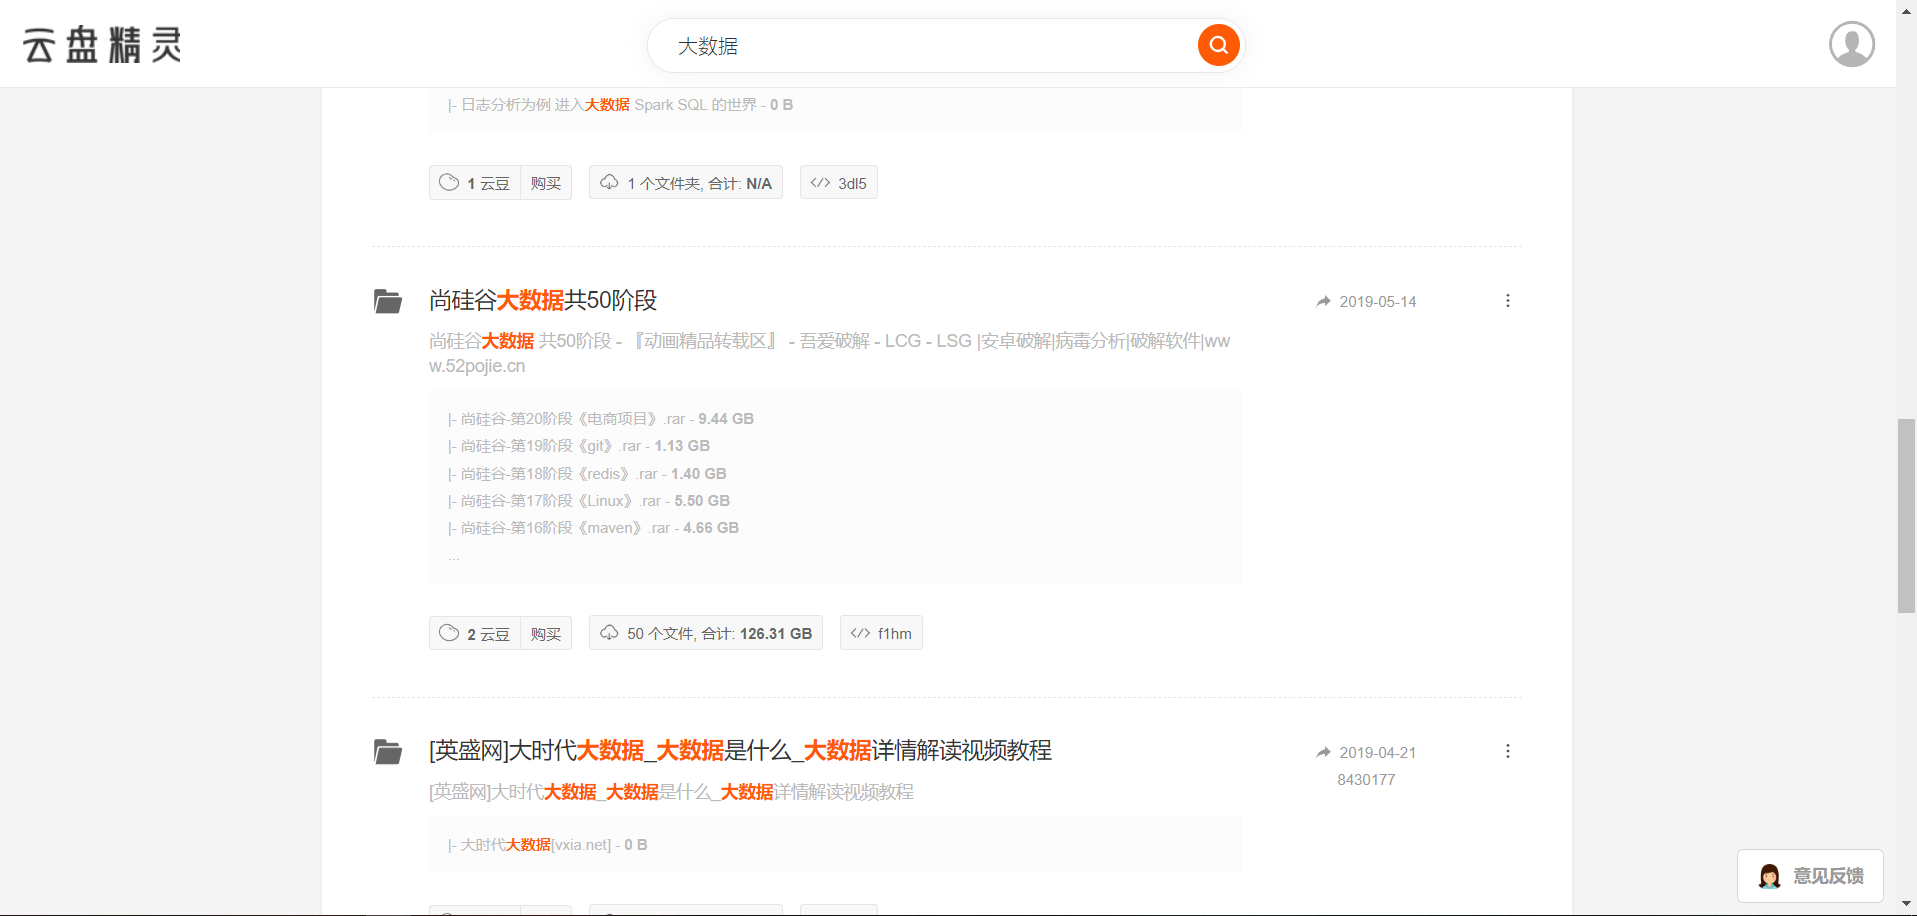 云盘精灵
大数据
|- 日志分析为例 进入大数据 Spark SQL 的世界 - 0 B
1 云豆 购买 1 个文件夹, 合计: N/A </> 3dl5
尚硅谷大数据共50阶段 2019-05-14
尚硅谷大数据 共50阶段 - 『动画精品转载区』 - 吾爱破解 - LCG - LSG |安卓破解|病毒分析|破解软件|ww
w.52pojie.cn
|- 尚硅谷-第20阶段《电商项目》.rar - 9.44 GB
|- 尚硅谷-第19阶段《git》.rar - 1.13 GB
|- 尚硅谷-第18阶段《redis》.rar - 1.40 GB
|- 尚硅谷-第17阶段《Linux》.rar - 5.50 GB
|- 尚硅谷-第16阶段《maven》.rar - 4.66 GB
...
2 云豆 购买 50 个文件, 合计: 126.31 GB </> f1hm
[英盛网]大时代大数据_大数据是什么_大数据详情解读视频教程 2019-04-21
8430177
[英盛网]大时代大数据_大数据是什么_大数据详情解读视频教程
|- 大时代大数据[vxia.net] - 0 B
意见反馈